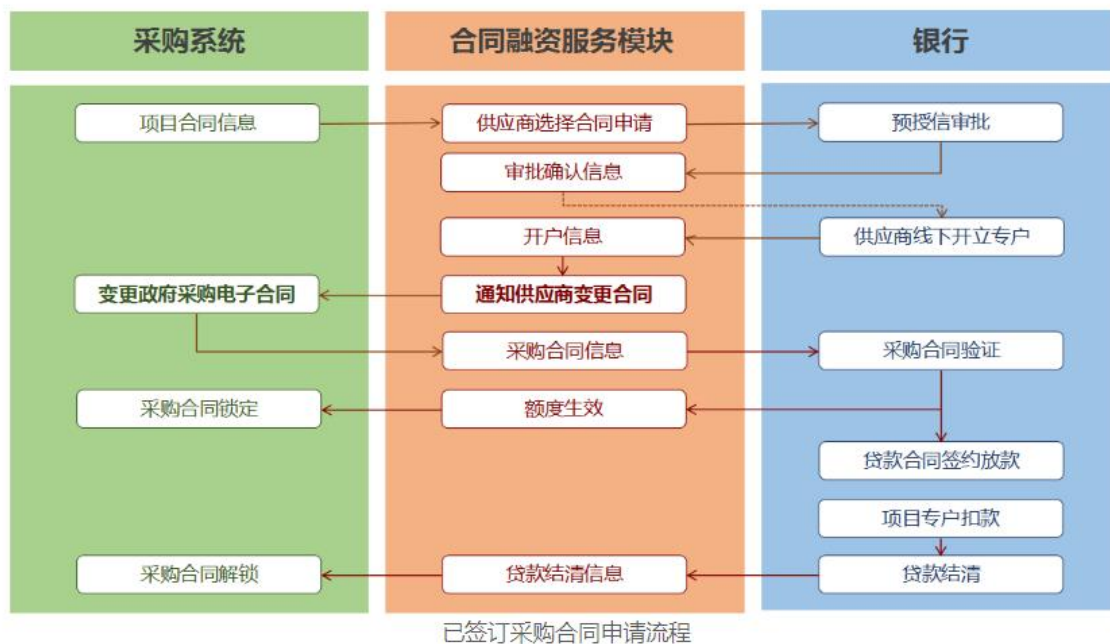 采购系统
合同融资服务模块
银行
项目合同信息
供应商选择合同申请
预授信审批
审批确认信息
开户信息
供应商线下开立专户
变更政府采购电子合同
通知供应商变更合同
采购合同信息
采购合同验证
采购合同锁定
额度生效
贷款合同签约放款
项目专户扣款
采购合同解锁
贷款结清信息
贷款结清
已签订采购合同申请流程